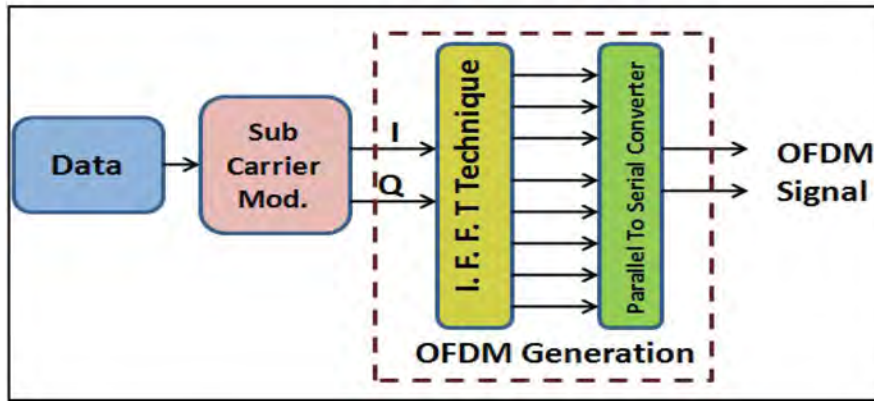 Data
Sub
Carrier
Mod.
I
Q
I. F. F. T Technique
Parallel To Serial Converter
OFDM Generation
OFDM
Signal